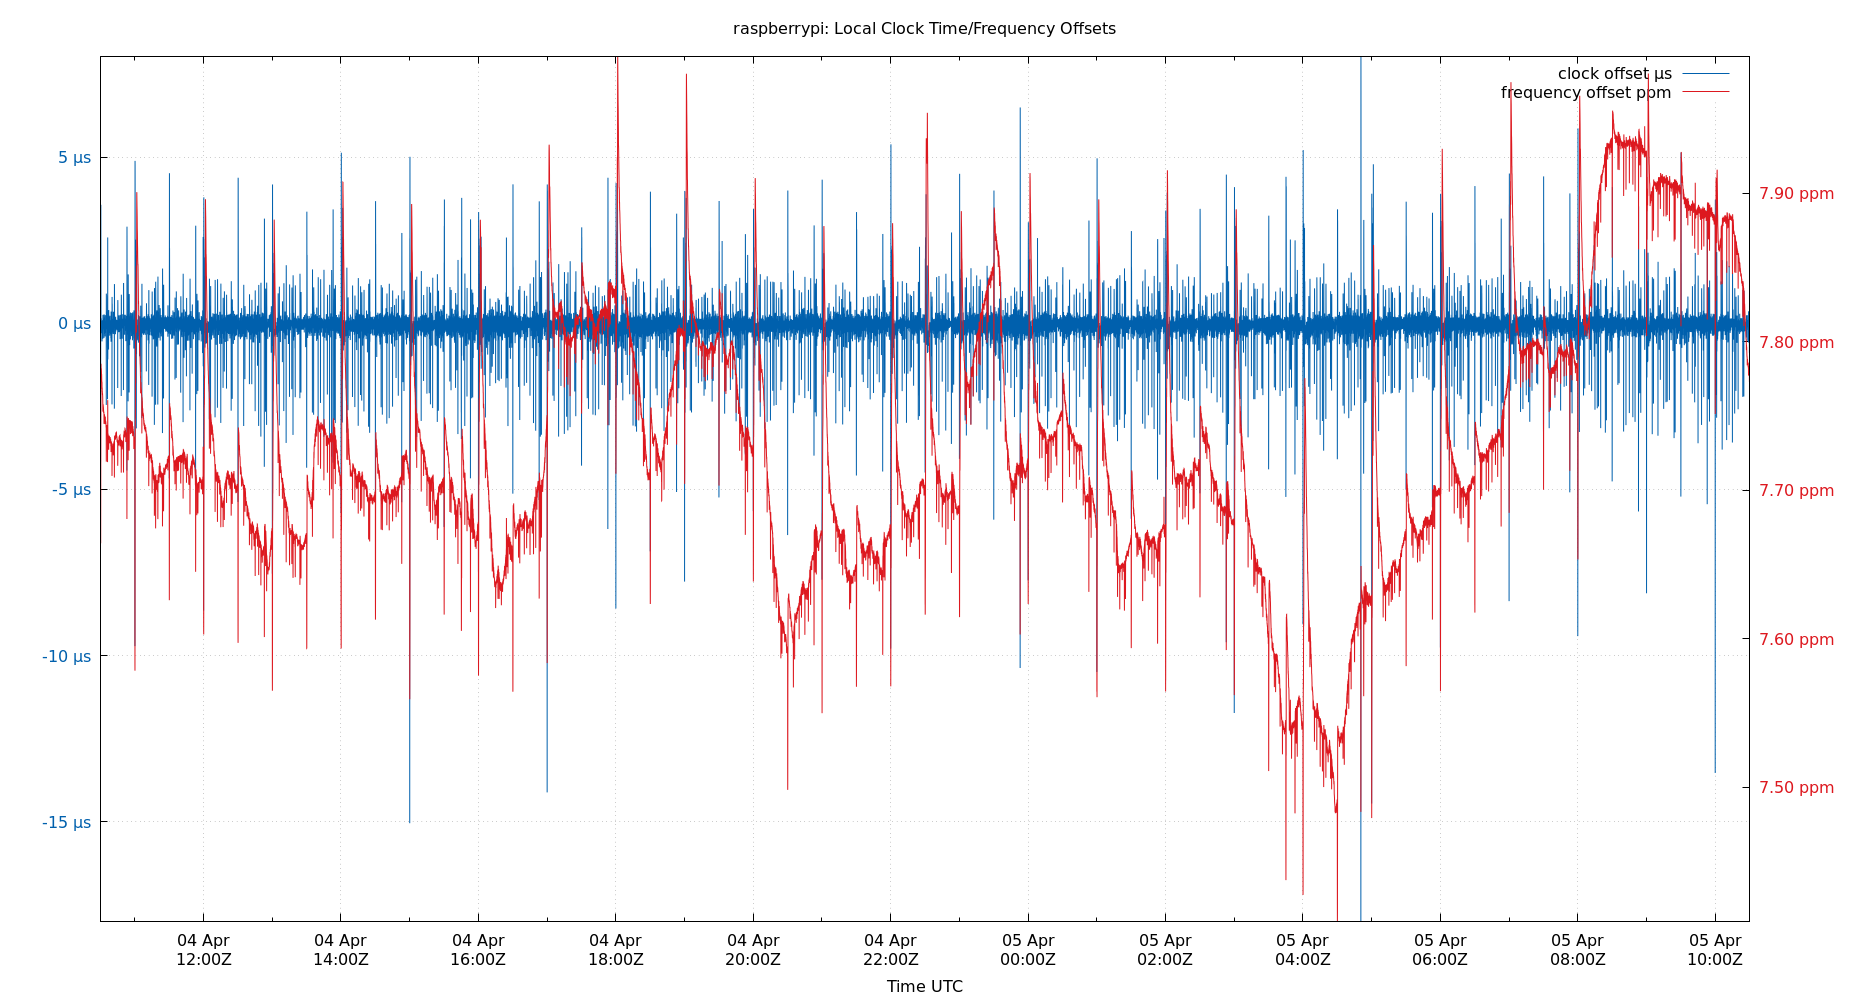 raspberrypi: Local Clock Time/Frequency Offsets
clock offset µs
frequency offset ppm
5 µs
0 µs
-5 µs
-10 µs
-15 µs
7.90 ppm
7.80 ppm
7.70 ppm
7.60 ppm
7.50 ppm
04 Apr 04 Apr 04 Apr 04 Apr 04 Apr 04 Apr 05 Apr 05 Apr 05 Apr 05 Apr 05 Apr 05 Apr
12:00Z 14:00Z 16:00Z 18:00Z 20:00Z 22:00Z 00:00Z 02:00Z 04:00Z 06:00Z 08:00Z 10:00Z
Time UTC